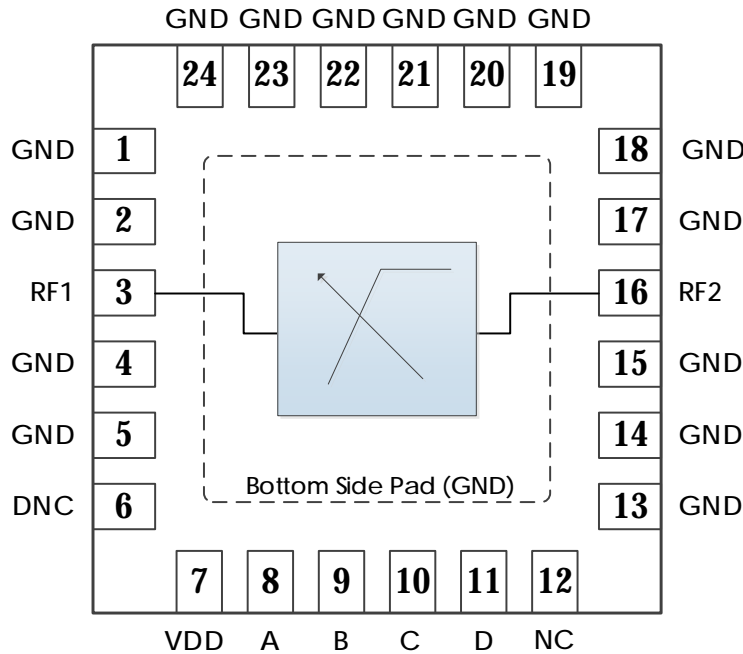 GND GND GND GND GND GND
24 23 22 21 20 19
GND 1 18 GND
GND 2 17 GND
RF1 3 16 RF2
GND 4 15 GND
GND 5 14 GND
Bottom Side Pad (GND)
DNC 6 13 GND
7 8 9 10 11 12
VDD A B C D NC